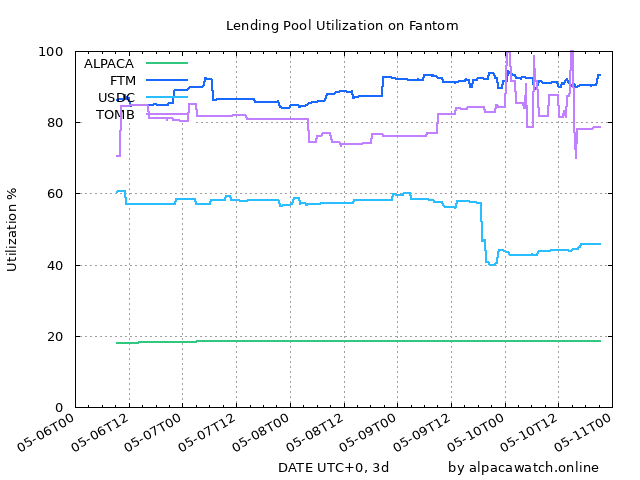 Lending Pool Utilization on Fantom
Utilization %
100
80
60
40
20
0
ALPACA
FTM
USDC
TOMB
05-06T00
05-06T12
05-07T00
05-07T12
05-08T00
05-08T12
05-09T00
05-09T12
05-10T00
05-10T12
05-11T00
DATE UTC+0, 3d
by alpacawatch.online